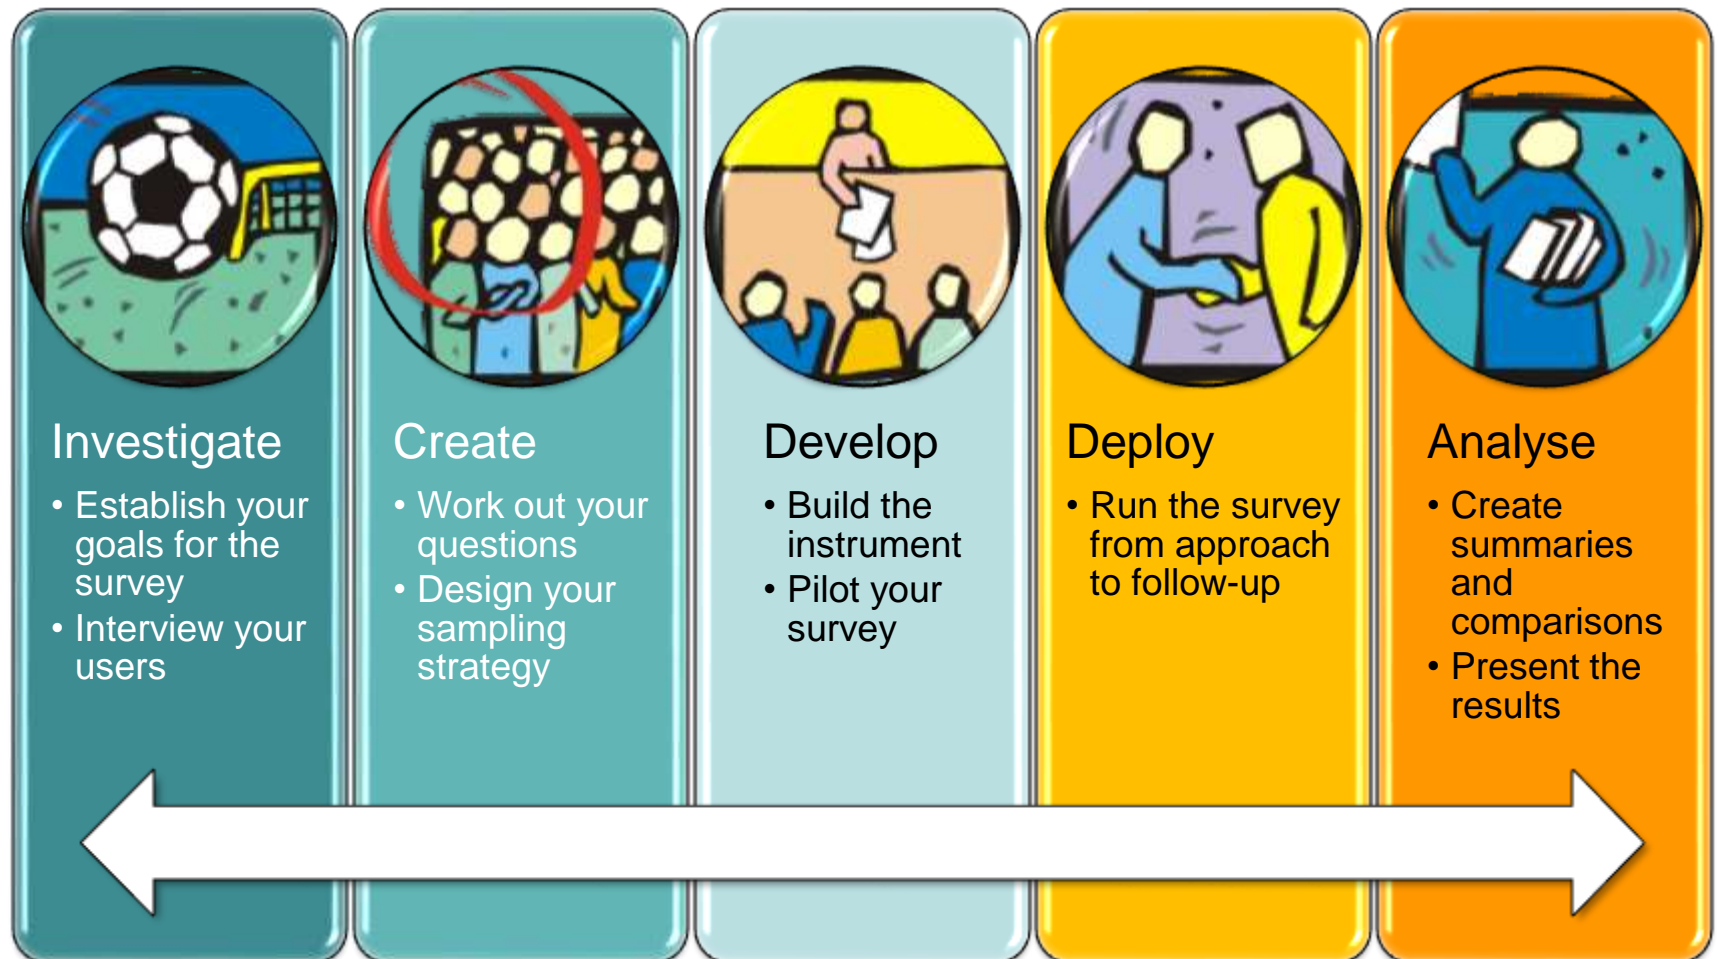 Investigate
• Establish your
goals for the
survey
• Interview your
users
Create
• Work out your
questions
• Design your
sampling
strategy
Develop
• Build the
instrument
• Pilot your
survey
Deploy
• Run the survey
from approach
to follow-up
Analyse
• Create
summaries
and
comparisons
• Present the
results